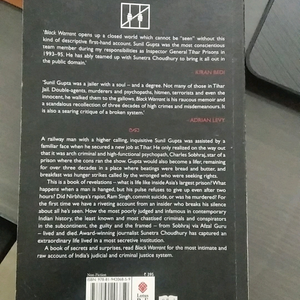 'Black Warrant opens up a closed world which cannot be "seen" without this
kind of descriptive first-hand account. Sunil Gupta was the most conscientious
team member during my responsibilities as Inspector General Tihar Prisons in
1993–95. He has ably teamed up with Sunetra Choudhury to bring it all out in
the public domain.'
–KIRAN BEDI
'Sunil Gupta was a jailer with a soul – and a degree. Not many of those in Tihar
Jail. Double-agents, murderers and psychopaths, hitmen, terrorists and even the
innocent, he walked them to the gallows. Black Warrant is his raucous memoir and
a scandalous recollection of three decades of high crimes and misdemeanours. It
is also a searing critique of a broken system.'
–ADRIAN LEVY
A railway man with a higher calling, inquisitive Sunil Gupta was assisted by a
familiar face when he secured a new job at Tihar. He only realized on the way out
that it was arch criminal and high-functional psychopath, Charles Sobhraj, star of a
prison where the cons ran the show. Gupta would also become a lifer, remaining
for over three decades in a place where beatings were bread and butter, and
breakfast was hunger strikes called by the wronged who were seeking rights.
This is a book of revelations – what is life like inside Asia's largest prison? What
happens when a man is hanged, but his pulse refuses to give up even after two
hours? Did Nirbhaya's rapist, Ram Singh, commit suicide, or was he murdered? For
the first time we have a riveting account from an insider who breaks his silence
about all he's seen. How the most poorly judged and infamous in contemporary
Indian history, the least known and most chastised criminals and conspirators
in the subcontinent, the guilty and the framed – from Sobhraj via Afzal Guru
– lived and died. Award-winning journalist Sunetra Choudhury has captured an
extraordinary life lived in a most secretive institution.
A book of secrets and surprises, read Black Warrant for the most intimate and
raw account of India's judicial and criminal justice system.
Non Fiction